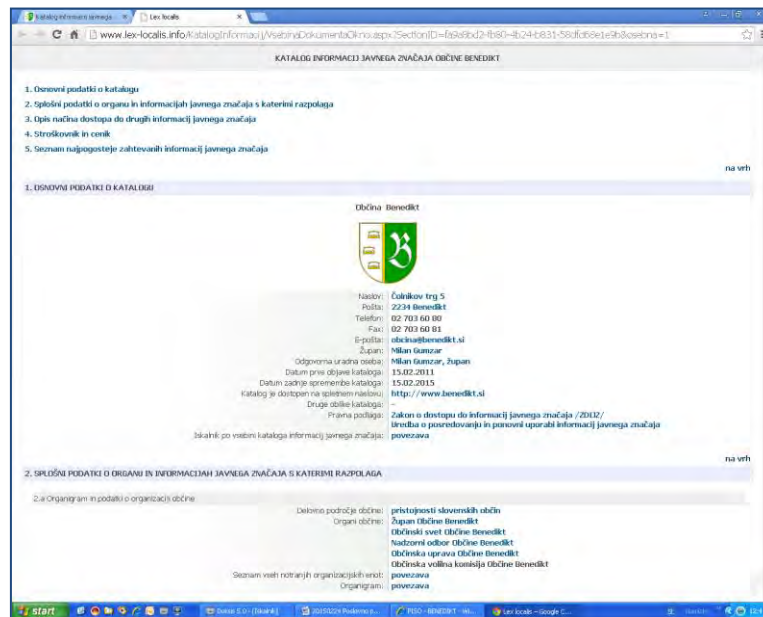 Katalog informacij javnega
Lex localis
www.lex-localis.info/KatalogInformacij/VsebinaDokumentaOkno.aspx?SectionID=
KATALOG INFORMACIJ JAVNEGA ZNAČAJA OBČINE BENEDIKT
1. Osnovni podatki o katalogu
2. Splošni podatki o organu in informacijah javnega značaja s katerimi razpolaga
3. Opis načina dostopa do drugih informacij javnega značaja
4. Stroškovnik in cenik
5. Seznam najpogosteje zahtevanih informacij javnega značaja
na vrh
1. OSNOVNI PODATKI O KATALOGU
Občina Benedikt
B
Naslov: Čolnikov trg 5
Pošta: 2234 Benedikt
Telefon: 02 703 60 80
Fax: 02 703 60 81
E-pošta: obcina@benedikt.si
Župan: Milan Gumzar
Odgovorna uradna oseba: Milan Gumzar, župan
Datum prve objave kataloga: 15.02.2011
Datum zadnje spremembe kataloga: 15.02.2015
Katalog je dostopen na spletnem naslovu: http://www.benedikt.si
Druge oblike kataloga: -
Pravna podlaga: Zakon o dostopu do informacij javnega značaja /ZDIJZ/
Uredba o posredovanju in ponovni uporabi informacij javnega značaja
Iskalnik po vsebini kataloga informacij javnega značaja: povezava
na vrh
2. SPLOŠNI PODATKI O ORGANU IN INFORMACIJAH JAVNEGA ZNAČAJA S KATERIMI RAZPOLAGA
2.a Organigram in podatki o organizaciji občine
Delovno področje občine: pristojnosti slovenskih občin
Organi občine: Župan Občine Benedikt
Občinski svet Občine Benedikt
Nadzorni odbor Občine Benedikt
Občinska uprava Občine Benedikt
Občinska volilna komisija Občine Benedikt
Seznam vseh notranjih organizacijskih enot: povezava
Organigram: povezava
start
PISO - BENEDIKT -
Lex localis - Google C...